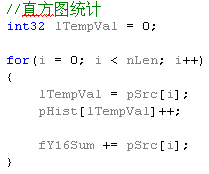 //直方图统计
int32 lTempVal = 0;
for(i = 0; i < nLen; i++)
{
lTempVal = pSrc[i];
pHist[lTempVal]++;
fY16Sum += pSrc[i];
}